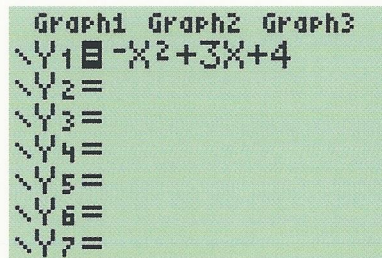 Graph1 Graph2 Graph3
\Y₁=-X²+3X+4
\Y₂=
\Y₃=
\Y₄=
\Y₅=
\Y₆=
\Y₇=